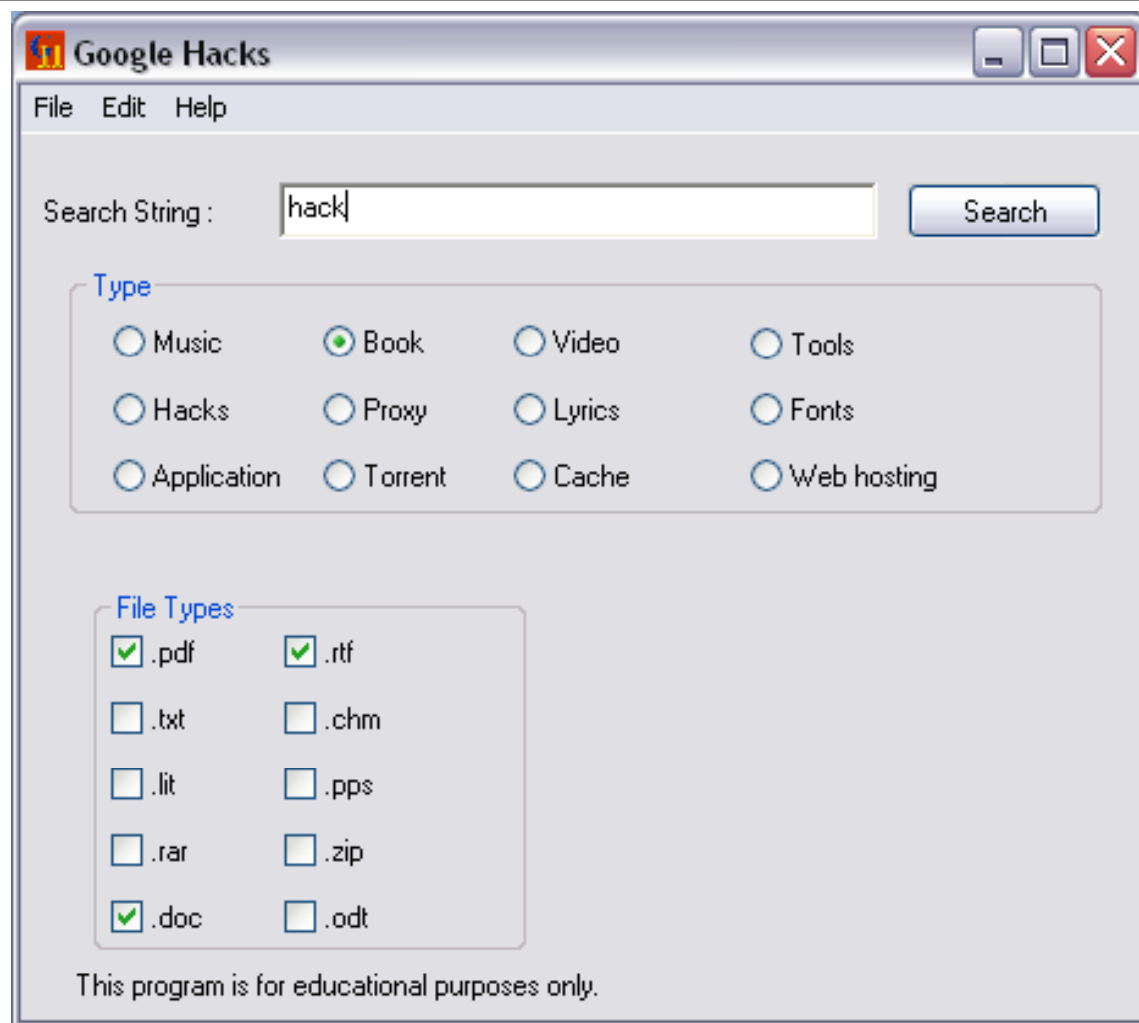 Google Hacks
File Edit Help
Search String : hack Search
Type
Music Book Video Tools
Hacks Proxy Lyrics Fonts
Application Torrent Cache Web hosting
File Types
.pdf .rtf
.txt .chm
.lit .pps
.rar .zip
.doc .odt
This program is for educational purposes only.